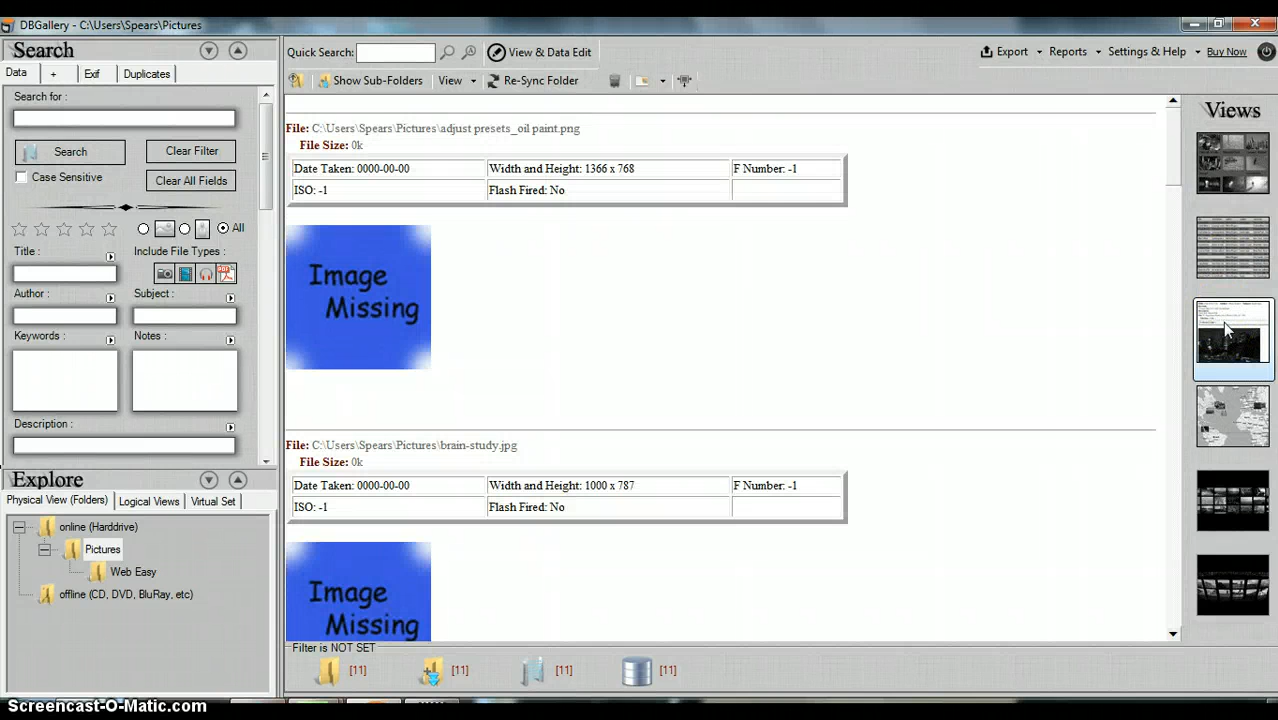 DBGallery - C:\Users\Spears\Pictures
Search
Data + Exif Duplicates
Search for :
Search Clear Filter
Case Sensitive Clear All Fields
All
Title : Include File Types :
PDF
Author : Subject :
Keywords : Notes :
Description :
Explore
Physical View (Folders) Logical Views Virtual Set
online (Harddrive)
Pictures
Web Easy
offline (CD, DVD, BluRay, etc)
Quick Search: View & Data Edit Export Reports Settings & Help Buy Now
Show Sub-Folders View Re-Sync Folder
File: C:\Users\Spears\Pictures\adjust presets_oil paint.png
File Size: 0k
Date Taken: 0000-00-00 Width and Height: 1366 x 768 F Number: -1
ISO: -1 Flash Fired: No
Image
Missing
File: C:\Users\Spears\Pictures\brain-study.jpg
File Size: 0k
Date Taken: 0000-00-00 Width and Height: 1000 x 787 F Number: -1
ISO: -1 Flash Fired: No
Image
Missing
Filter is NOT SET
[11] [11] [11] [11]
Views
Screencast-O-Matic.com